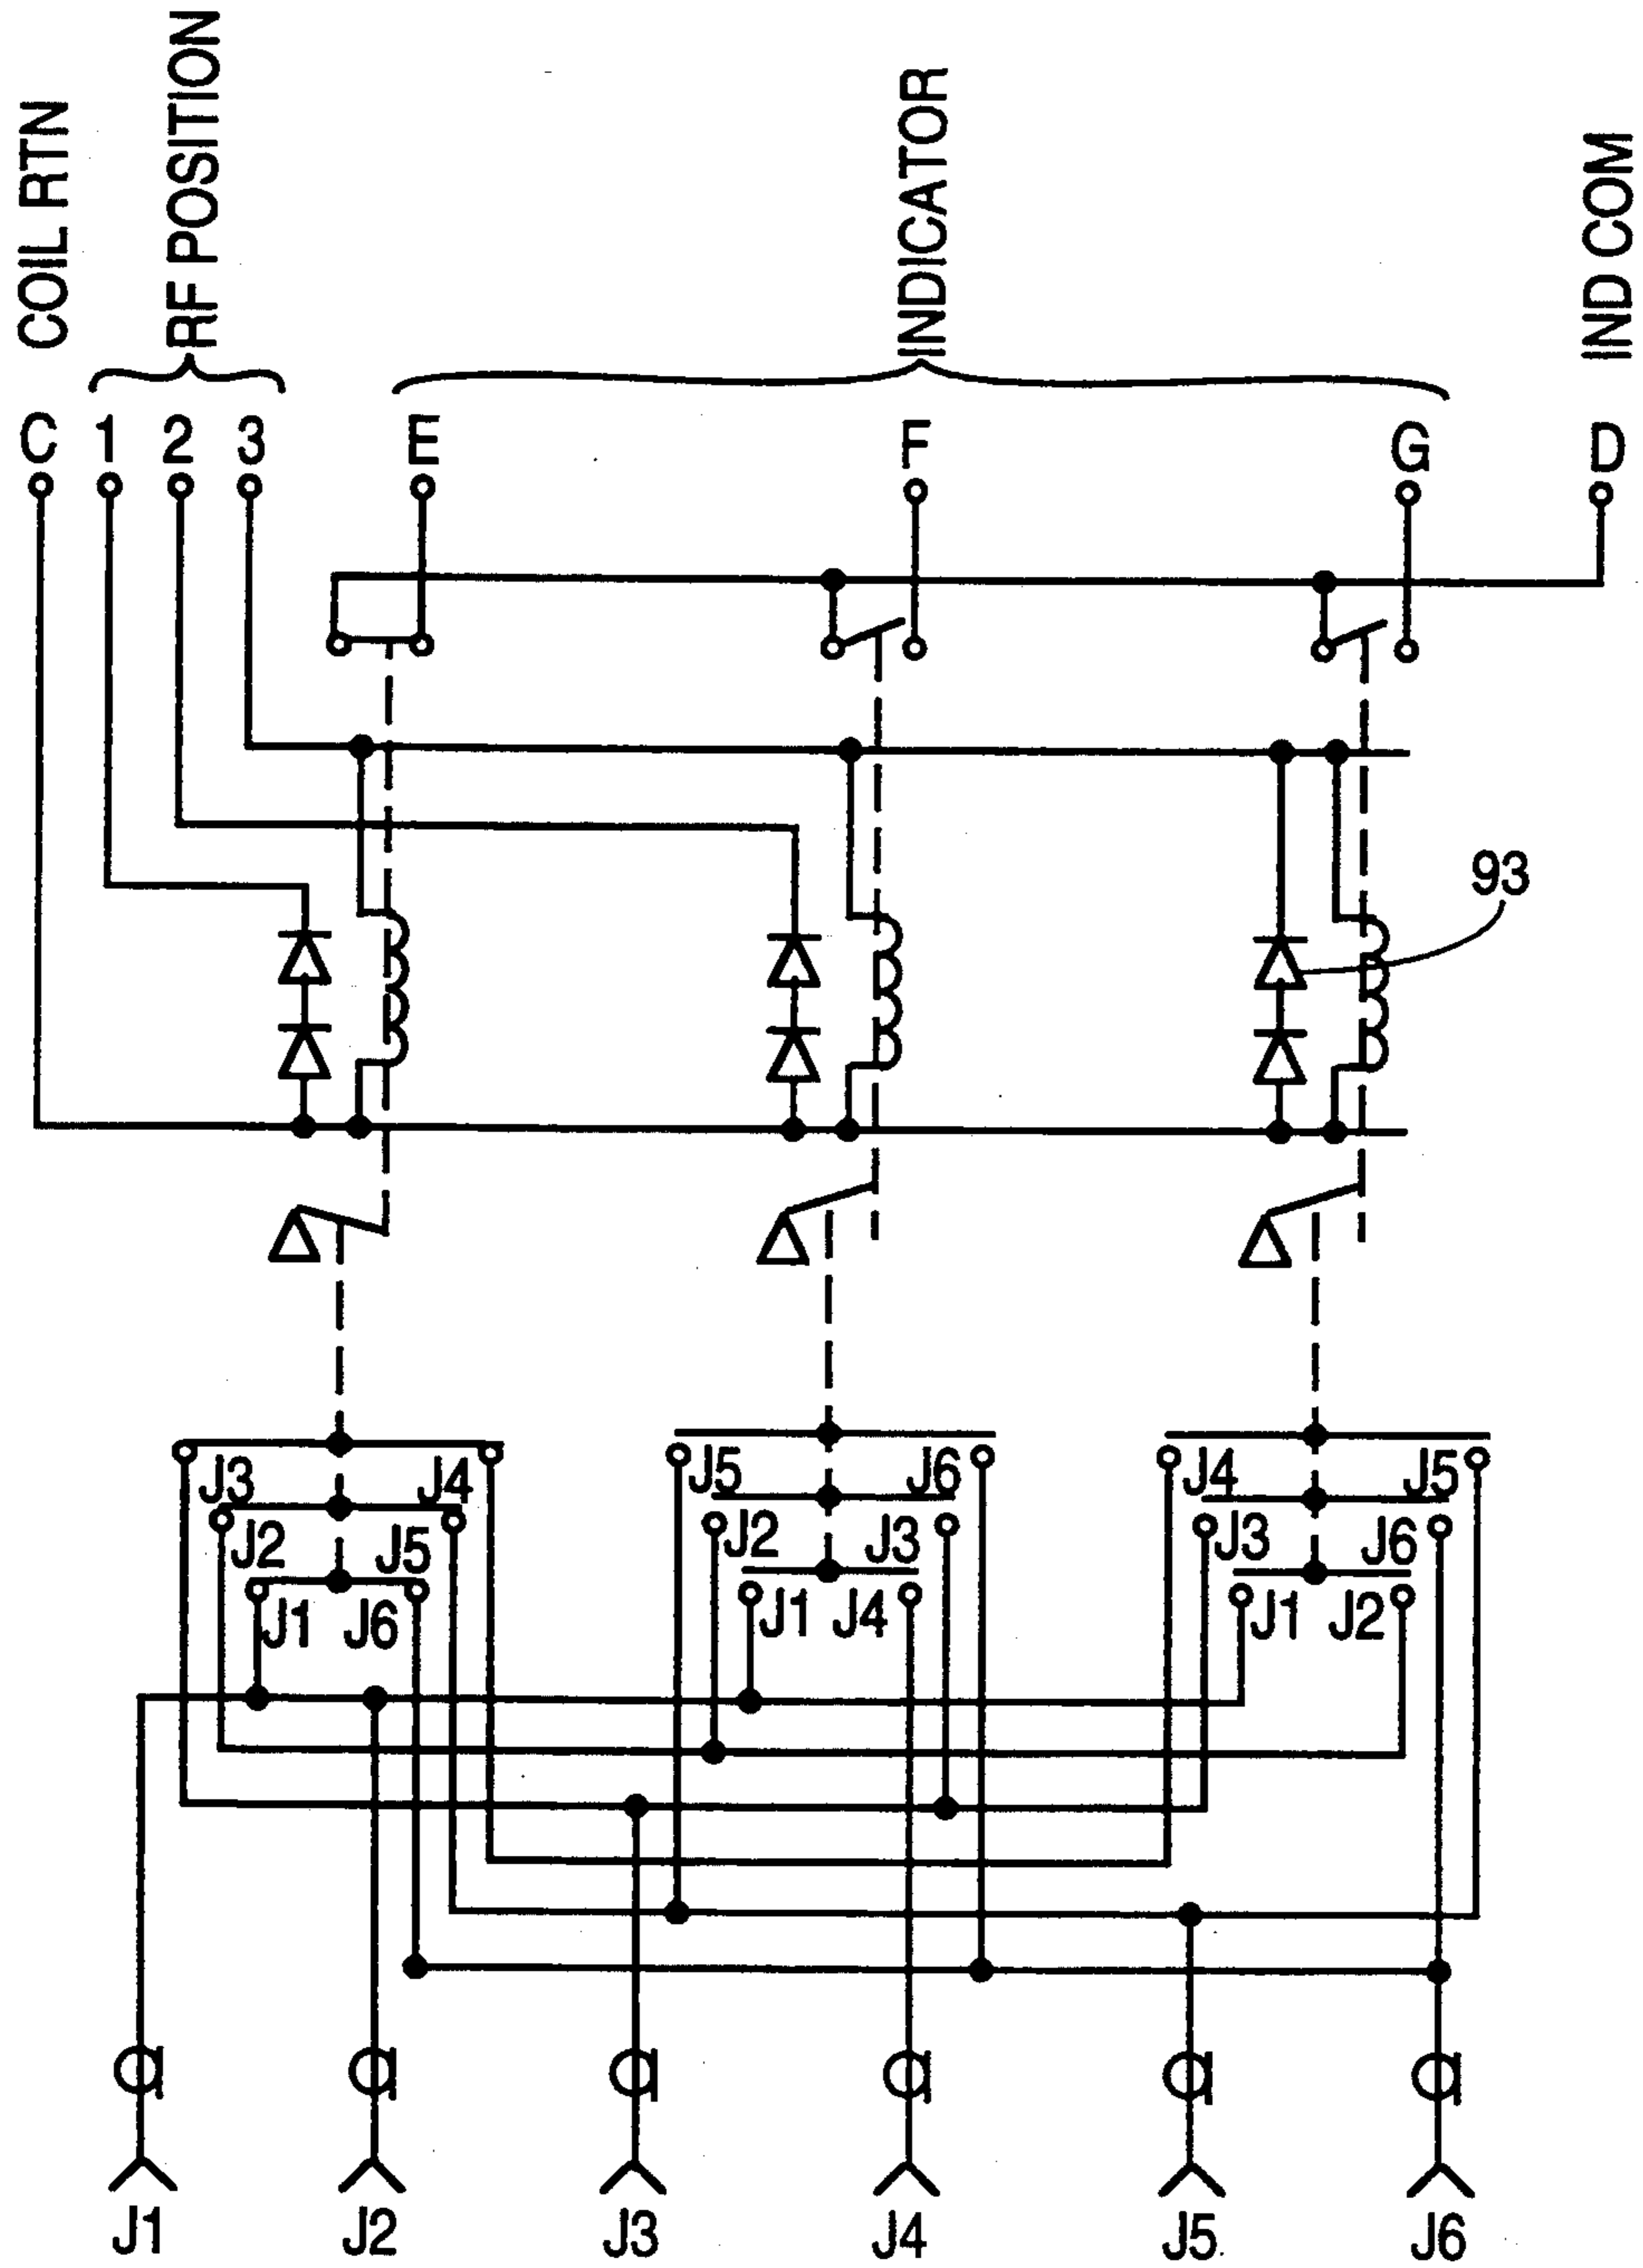 COIL RTN
RF POSITION
INDICATOR
IND COM
C 1 2 3 E F G D
93
J3 J4 J5 J6 J4 J5
J2 J5 J2 J3 J3 J6
J1 J6 J1 J4 J1 J2
J1 J2 J3 J4 J5 J6